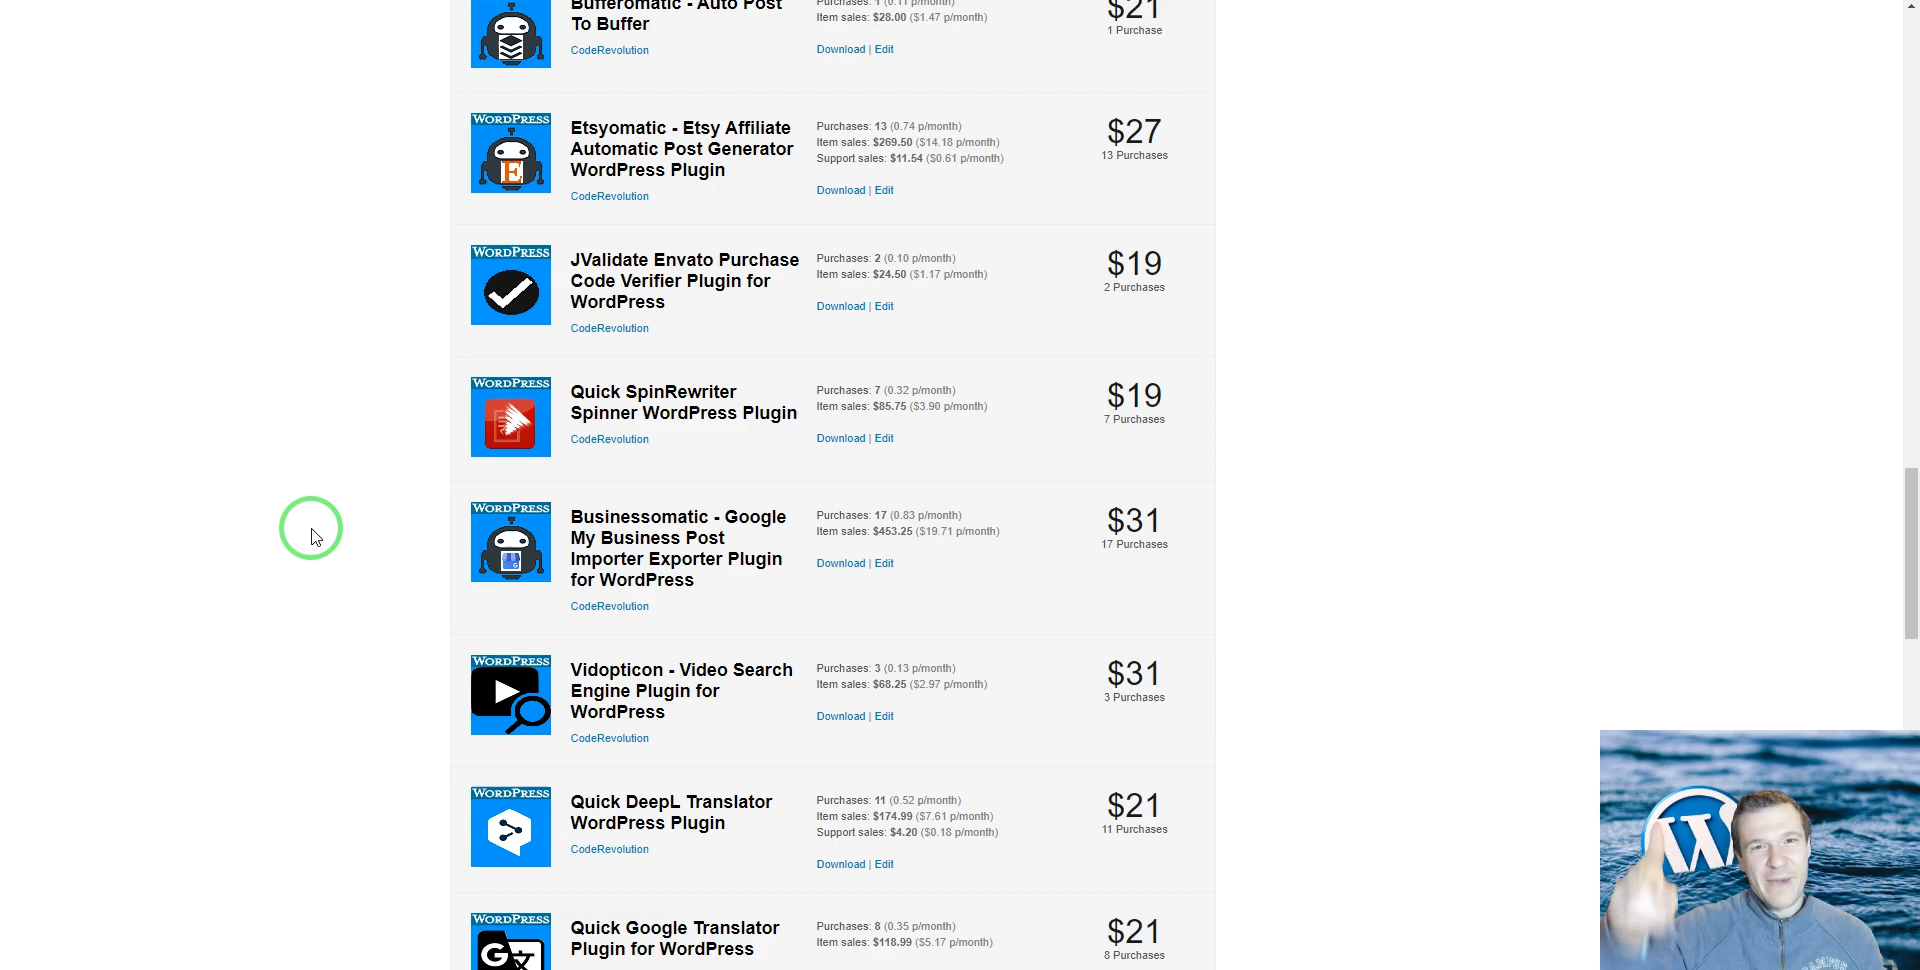 Bufferomatic - Auto Post
To Buffer
CodeRevolution
Purchases: 1 (0.11 p/month)
Item sales: $28.00 ($1.47 p/month)
Download | Edit
$21
1 Purchase
WORDPRESS
E
Etsyomatic - Etsy Affiliate
Automatic Post Generator
WordPress Plugin
CodeRevolution
Purchases: 13 (0.74 p/month)
Item sales: $269.50 ($14.18 p/month)
Support sales: $11.54 ($0.61 p/month)
Download | Edit
$27
13 Purchases
WORDPRESS
JValidate Envato Purchase
Code Verifier Plugin for
WordPress
CodeRevolution
Purchases: 2 (0.10 p/month)
Item sales: $24.50 ($1.17 p/month)
Download | Edit
$19
2 Purchases
WORDPRESS
Quick SpinRewriter
Spinner WordPress Plugin
CodeRevolution
Purchases: 7 (0.32 p/month)
Item sales: $85.75 ($3.90 p/month)
Download | Edit
$19
7 Purchases
WORDPRESS
G
Businessomatic - Google
My Business Post
Importer Exporter Plugin
for WordPress
CodeRevolution
Purchases: 17 (0.83 p/month)
Item sales: $453.25 ($19.71 p/month)
Download | Edit
$31
17 Purchases
WORDPRESS
Vidopticon - Video Search
Engine Plugin for
WordPress
CodeRevolution
Purchases: 3 (0.13 p/month)
Item sales: $68.25 ($2.97 p/month)
Download | Edit
$31
3 Purchases
WORDPRESS
Quick DeepL Translator
WordPress Plugin
CodeRevolution
Purchases: 11 (0.52 p/month)
Item sales: $174.99 ($7.61 p/month)
Support sales: $4.20 ($0.18 p/month)
Download | Edit
$21
11 Purchases
WORDPRESS
G 文
Quick Google Translator
Plugin for WordPress
Purchases: 8 (0.35 p/month)
Item sales: $118.99 ($5.17 p/month)
$21
8 Purchases
W